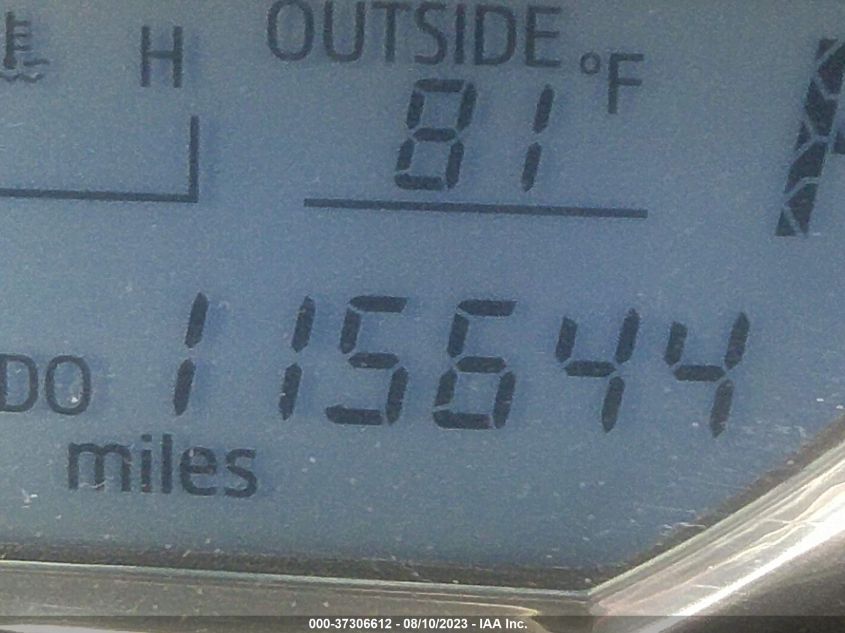 H
OUTSIDE
°F
81
DO 115644
miles
000-37306612 - 08/10/2023 - IAA Inc.